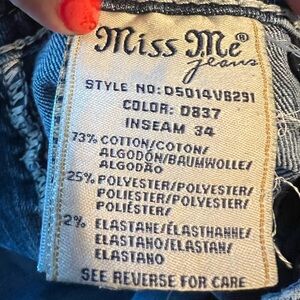 Miss Me®
jeans
STYLE NO: D5014VB291
COLOR: D837
INSEAM 34
73% COTTON/COTON/
ALGODÓN/BAUMWOLLE/
ALGODÃO
25% POLYESTER/POLYESTER/
POLIÉSTER/POLYESTER/
POLIÉSTER/
2% ELASTANE/ÉLASTHANNE/
ELASTANO/ELASTAN/
ELASTANO
SEE REVERSE FOR CARE